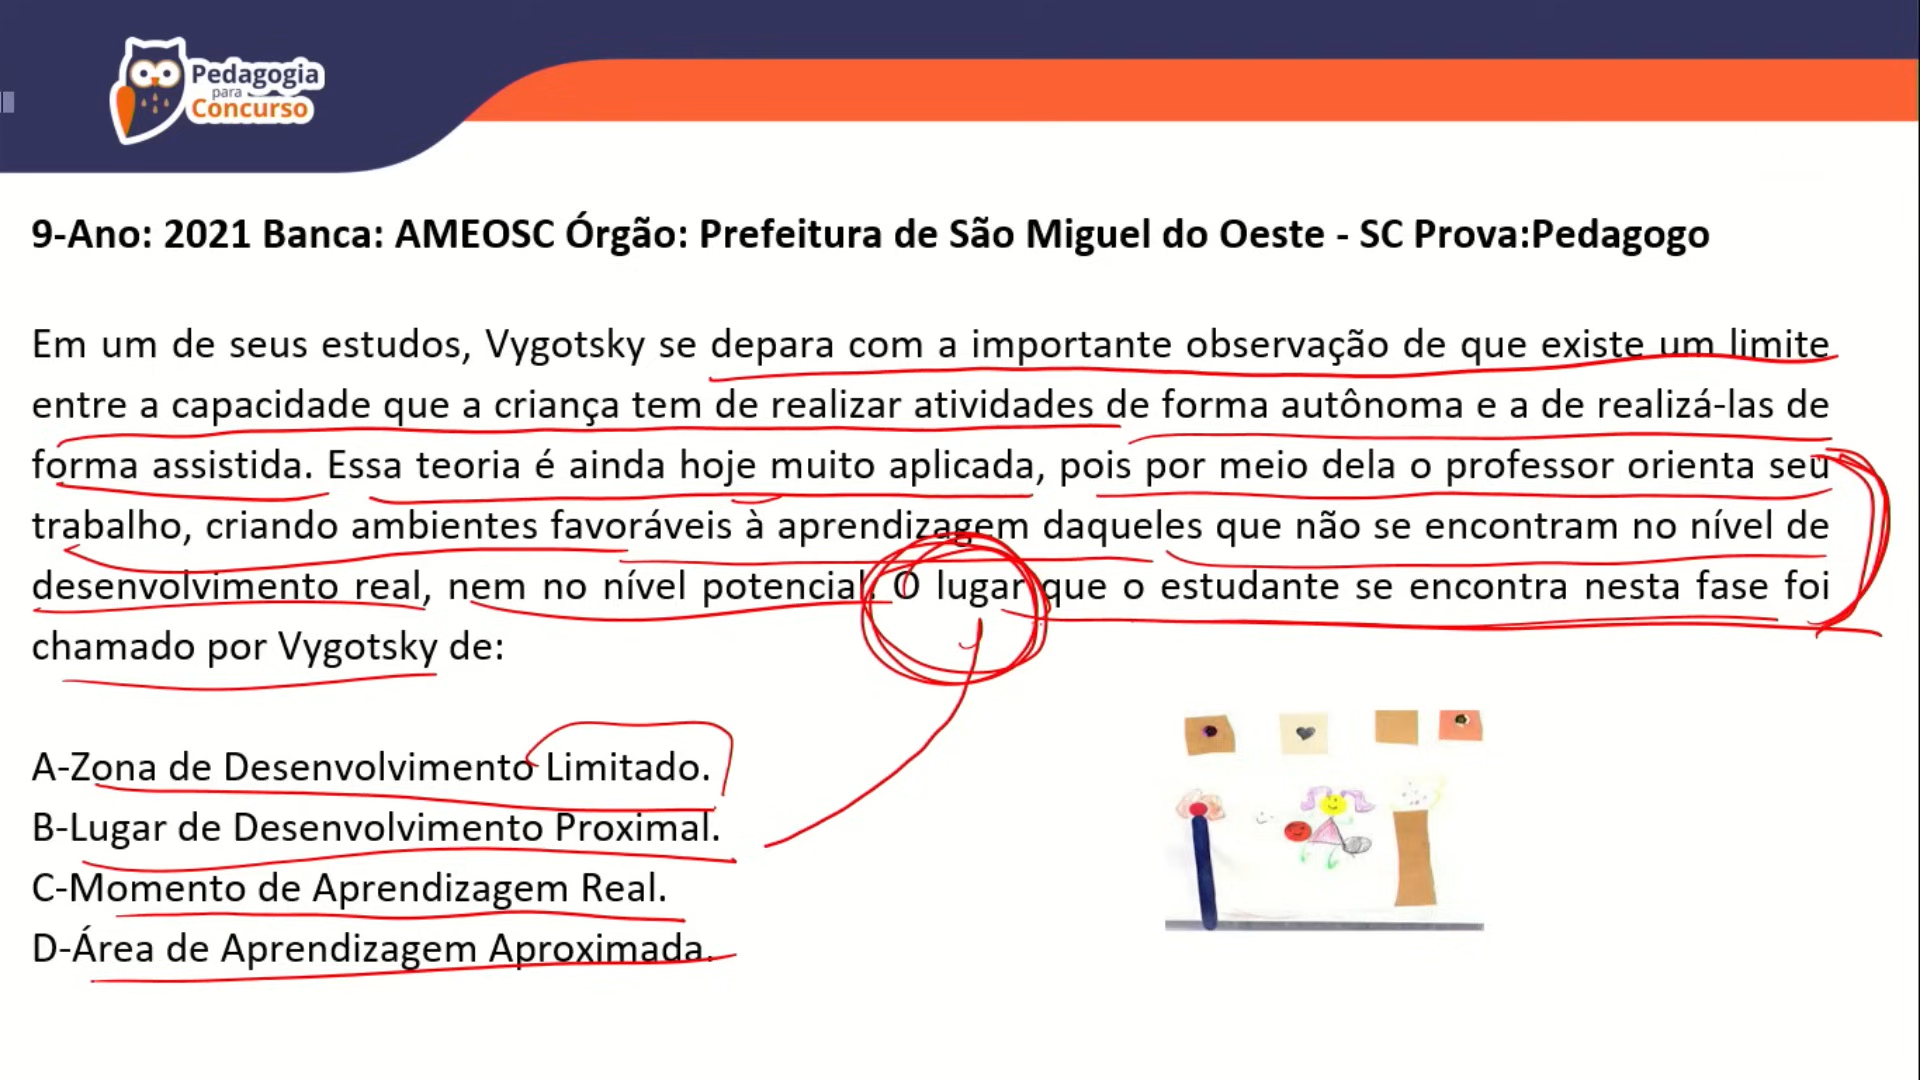 Pedagogia
para
Concurso
9-Ano: 2021 Banca: AMEOSC Órgão: Prefeitura de São Miguel do Oeste - SC Prova:Pedagogo
Em um de seus estudos, Vygotsky se depara com a importante observação de que existe um limite
entre a capacidade que a criança tem de realizar atividades de forma autônoma e a de realizá-las de
forma assistida. Essa teoria é ainda hoje muito aplicada, pois por meio dela o professor orienta seu
trabalho, criando ambientes favoráveis à aprendizagem daqueles que não se encontram no nível de
desenvolvimento real, nem no nível potencial. O lugar que o estudante se encontra nesta fase foi
chamado por Vygotsky de:
A-Zona de Desenvolvimento Limitado.
B-Lugar de Desenvolvimento Proximal.
C-Momento de Aprendizagem Real.
D-Área de Aprendizagem Aproximada.